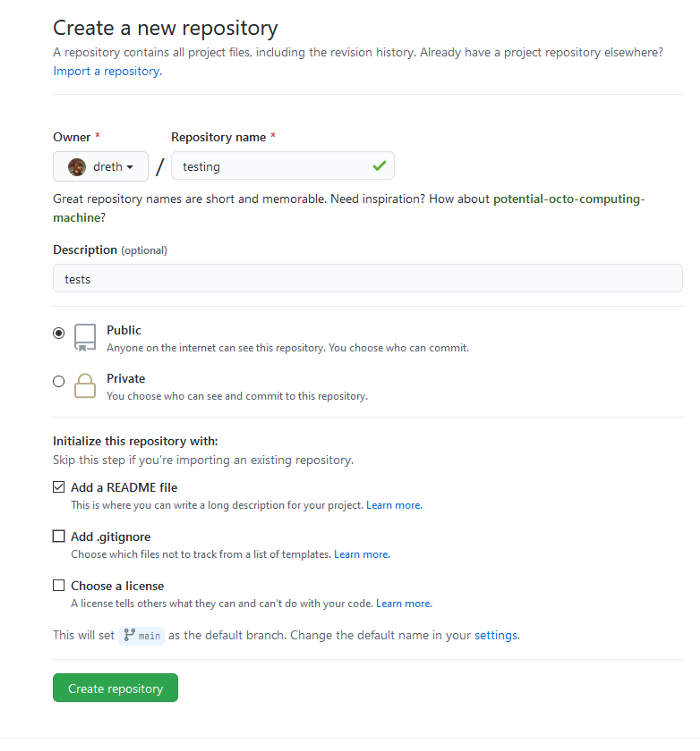 Create a new repository
A repository contains all project files, including the revision history. Already have a project repository elsewhere?
Import a repository.
Owner * Repository name *
dreth / testing
Great repository names are short and memorable. Need inspiration? How about potential-octo-computing-
machine?
Description (optional)
tests
Public
Anyone on the internet can see this repository. You choose who can commit.
Private
You choose who can see and commit to this repository.
Initialize this repository with:
Skip this step if you’re importing an existing repository.
Add a README file
This is where you can write a long description for your project. Learn more.
Add .gitignore
Choose which files not to track from a list of templates. Learn more.
Choose a license
A license tells others what they can and can't do with your code. Learn more.
This will set main as the default branch. Change the default name in your settings.
Create repository